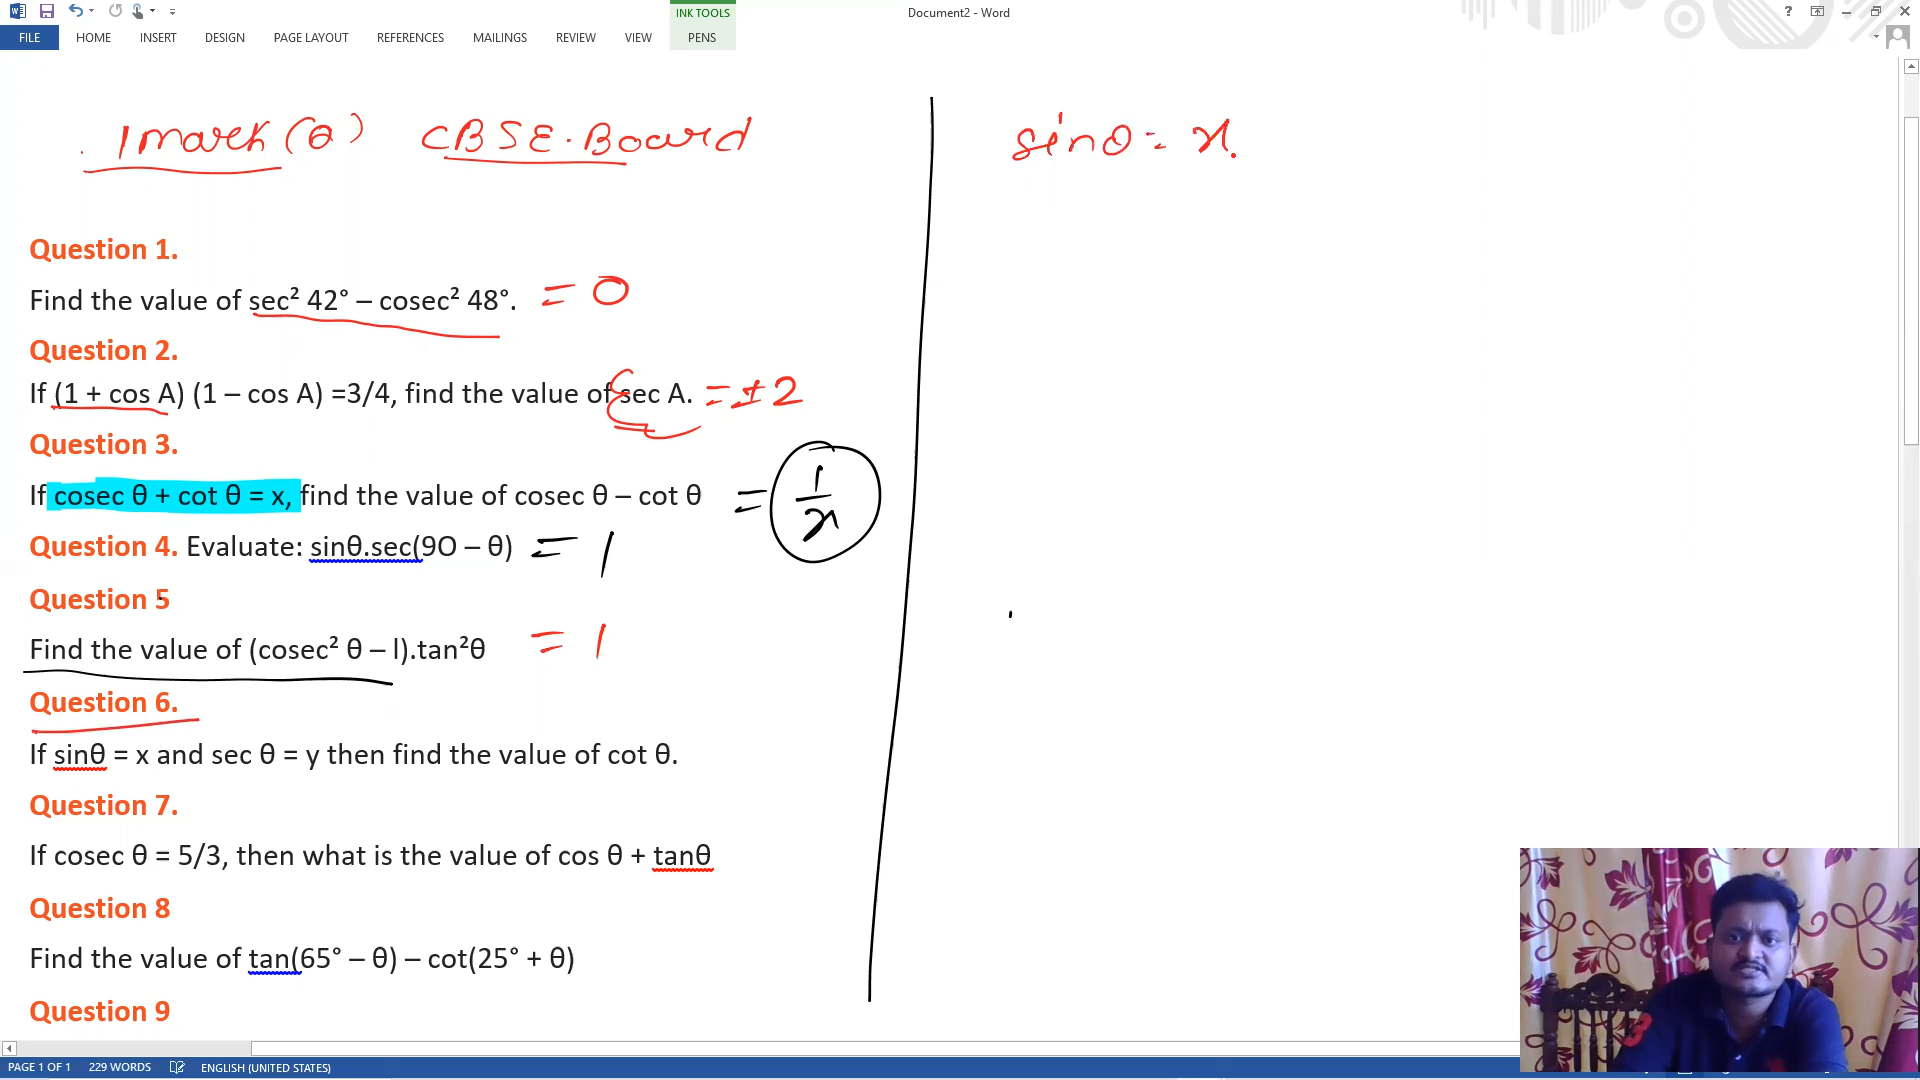 INK TOOLS
Document2 - Word
?
FILE HOME INSERT DESIGN PAGE LAYOUT REFERENCES MAILINGS REVIEW VIEW PENS
1 mark (θ) CBSE. Board
Question 1.
Find the value of sec² 42° – cosec² 48°. = 0
Question 2.
If (1 + cos A) (1 – cos A) =3/4, find the value of sec A. = ±2
Question 3.
If cosec θ + cot θ = x, find the value of cosec θ – cot θ = 1/x
Question 4. Evaluate: sinθ.sec(9O – θ) = 1
Question 5
Find the value of (cosec² θ – l).tan²θ = 1
Question 6.
If sinθ = x and sec θ = y then find the value of cot θ.
Question 7.
If cosec θ = 5/3, then what is the value of cos θ + tanθ
Question 8
Find the value of tan(65° – θ) – cot(25° + θ)
Question 9
sinθ = x.
PAGE 1 OF 1 229 WORDS ENGLISH (UNITED STATES)